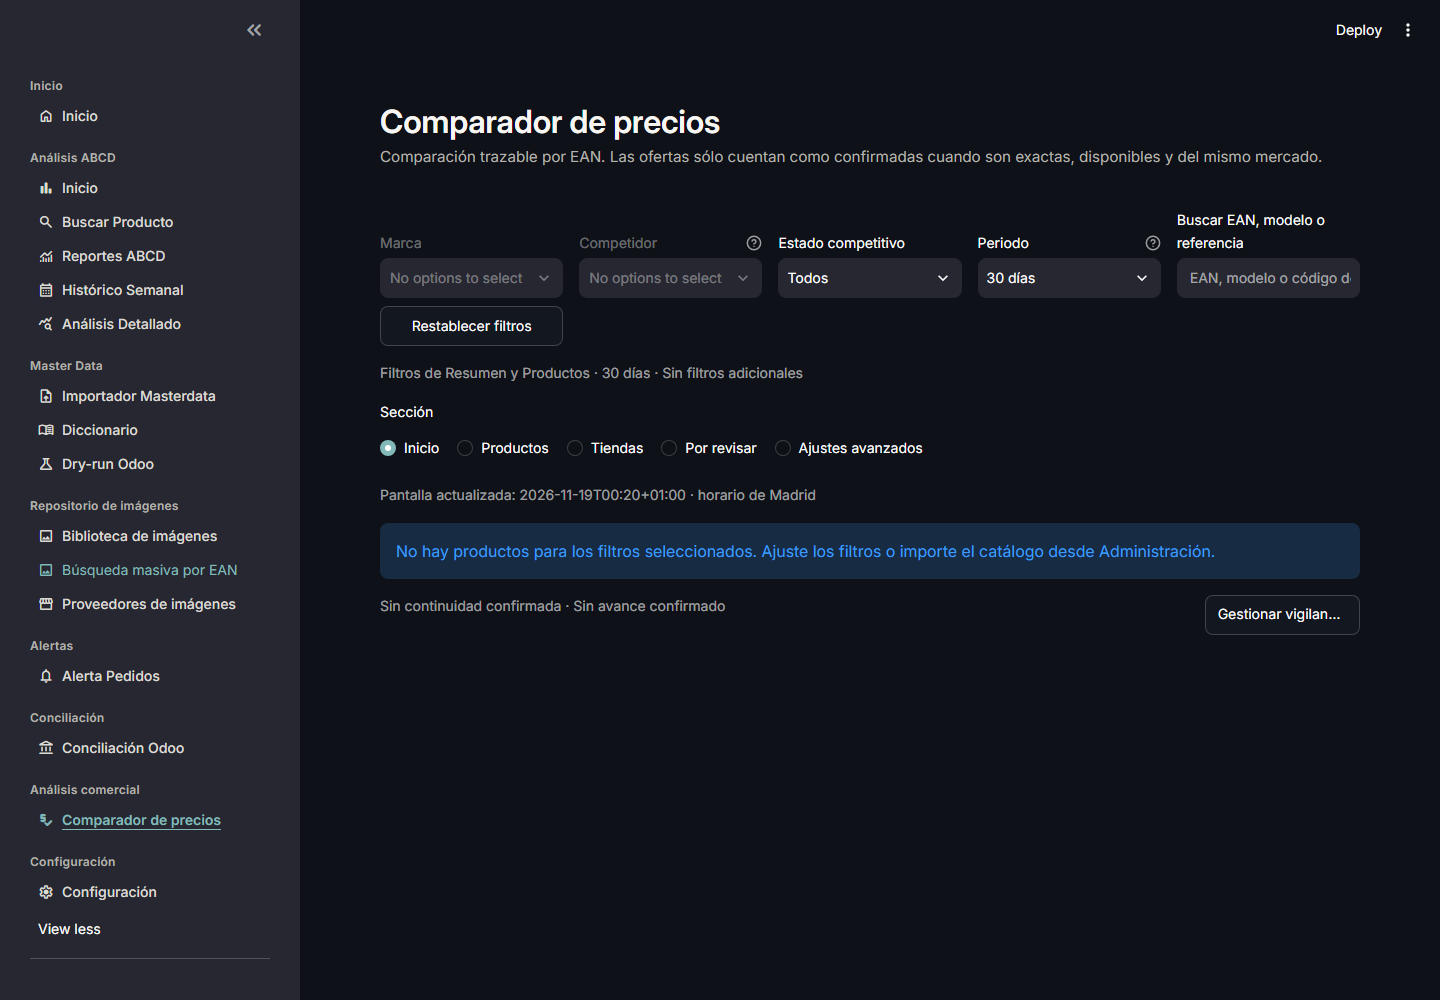 Inicio
Inicio
Análisis ABCD
Inicio
Buscar Producto
Reportes ABCD
Histórico Semanal
Análisis Detallado
Master Data
Importador Masterdata
Diccionario
Dry-run Odoo
Repositorio de imágenes
Biblioteca de imágenes
Búsqueda masiva por EAN
Proveedores de imágenes
Alertas
Alerta Pedidos
Conciliación
Conciliación Odoo
Análisis comercial
Comparador de precios
Configuración
Configuración
View less
Deploy
Comparador de precios
Comparación trazable por EAN. Las ofertas sólo cuentan como confirmadas cuando son exactas, disponibles y del mismo mercado.
Marca
No options to select
Competidor
No options to select
Estado competitivo
Todos
Periodo
30 días
Buscar EAN, modelo o
referencia
EAN, modelo o código d
Restablecer filtros
Filtros de Resumen y Productos · 30 días · Sin filtros adicionales
Sección
Inicio Productos Tiendas Por revisar Ajustes avanzados
Pantalla actualizada: 2026-11-19T00:20+01:00 · horario de Madrid
No hay productos para los filtros seleccionados. Ajuste los filtros o importe el catálogo desde Administración.
Sin continuidad confirmada · Sin avance confirmado
Gestionar vigilan...